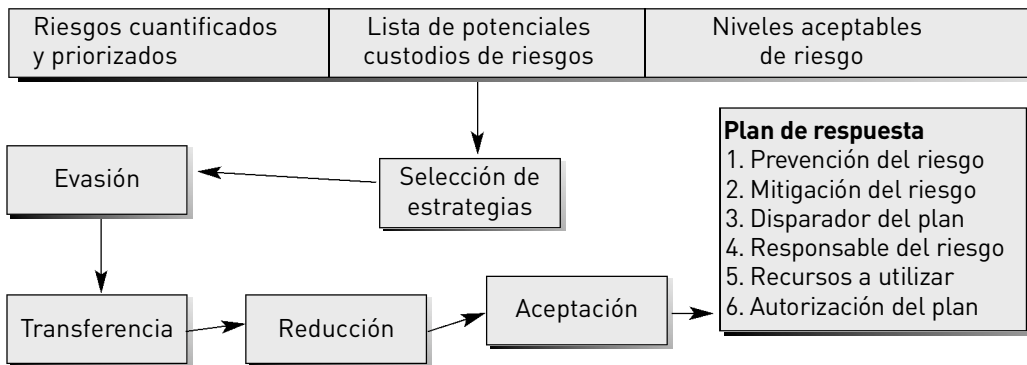 Riesgos cuantificados
y priorizados
Lista de potenciales
custodios de riesgos
Niveles aceptables
de riesgo
Evasión
Selección de
estrategias
Transferencia
Reducción
Aceptación
Plan de respuesta
1. Prevención del riesgo
2. Mitigación del riesgo
3. Disparador del plan
4. Responsable del riesgo
5. Recursos a utilizar
6. Autorización del plan